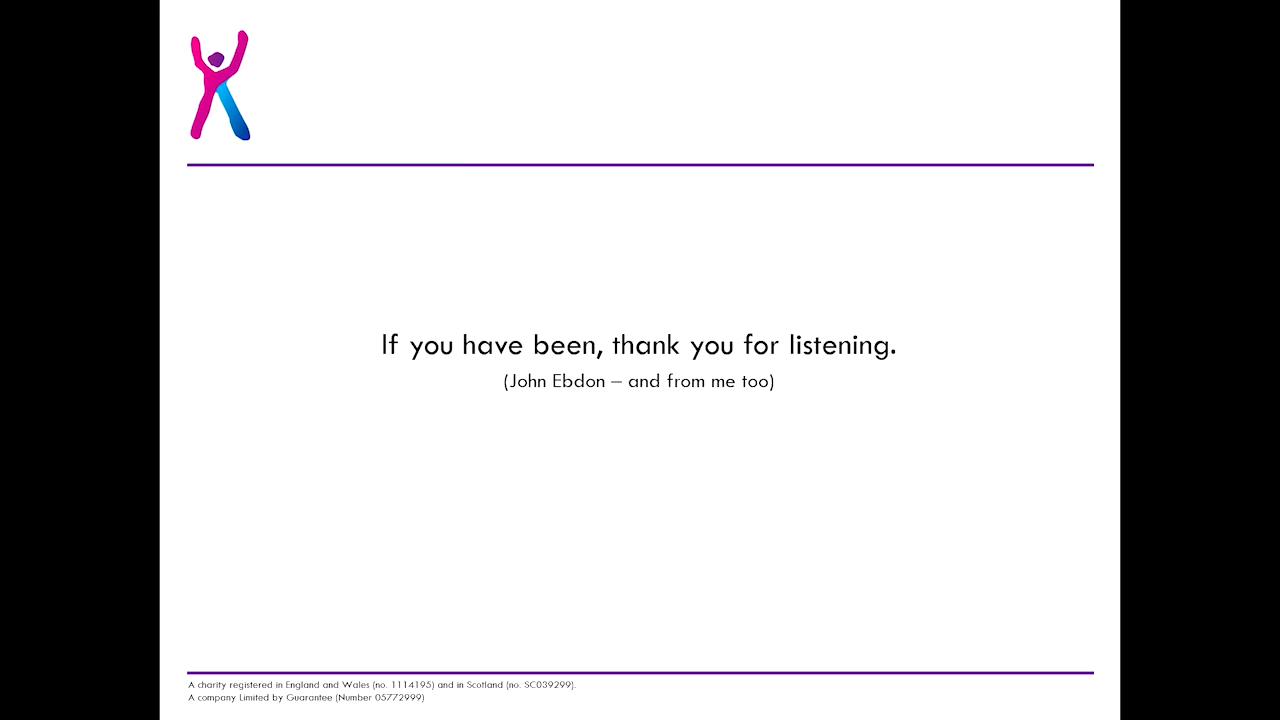 If you have been, thank you for listening.
(John Ebdon – and from me too)
A charity registered in England and Wales (no. 1114195) and in Scotland (no. SC039299).
A company Limited by Guarantee (Number 05772999)